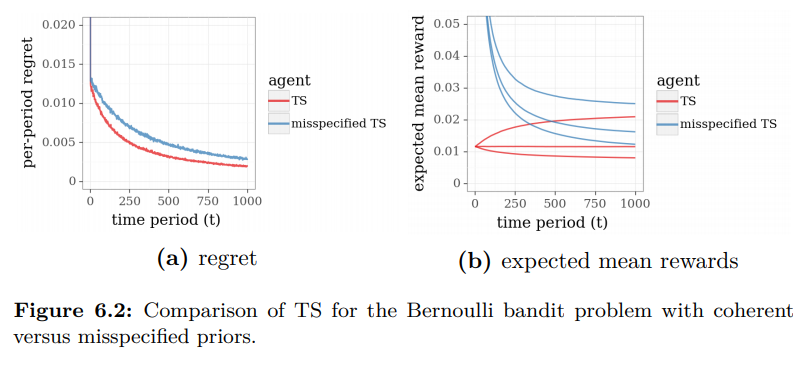 per-period regret
0.020
0.015
0.010
0.005
0
0 250 500 750 1000
time period (t)
agent
TS
misspecified TS
(a) regret
expected mean reward
0.05
0.04
0.03
0.02
0.01
0
0 250 500 750 1000
time period (t)
agent
TS
misspecified TS
(b) expected mean rewards
Figure 6.2: Comparison of TS for the Bernoulli bandit problem with coherent
versus misspecified priors.